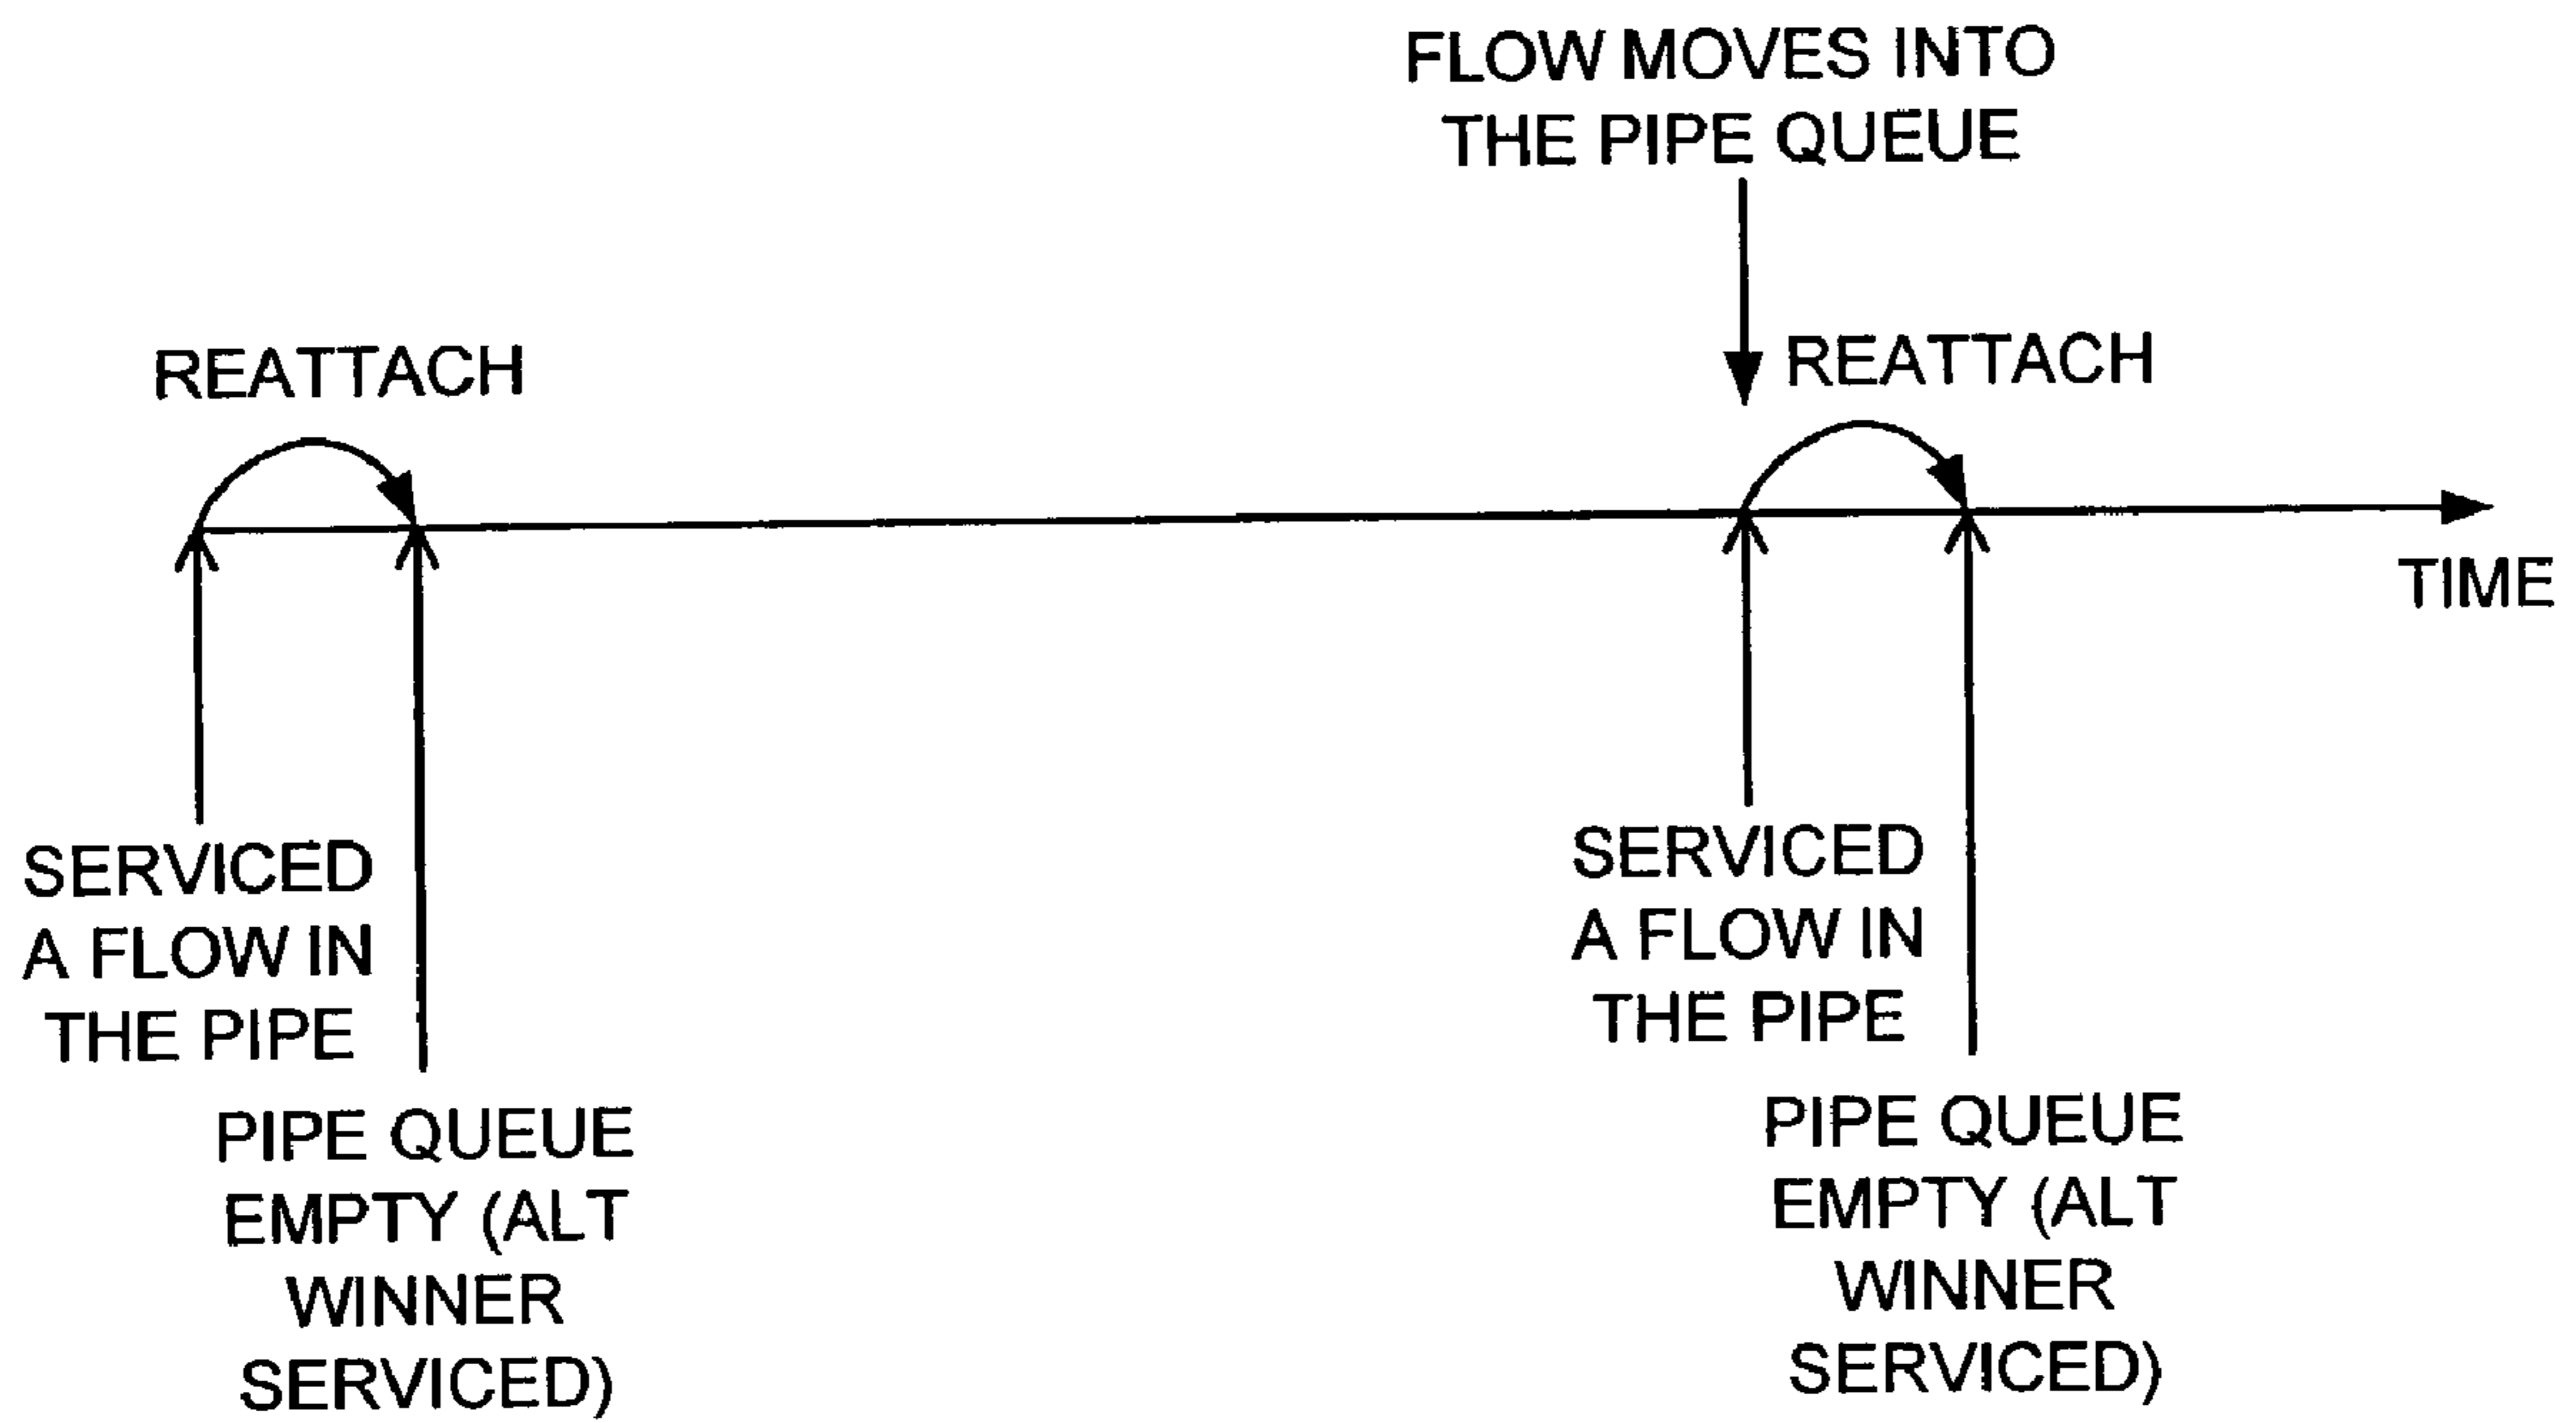 FLOW MOVES INTO
THE PIPE QUEUE
REATTACH
REATTACH
TIME
SERVICED
A FLOW IN
THE PIPE
PIPE QUEUE
EMPTY (ALT
WINNER
SERVICED)
SERVICED
A FLOW IN
THE PIPE
PIPE QUEUE
EMPTY (ALT
WINNER
SERVICED)